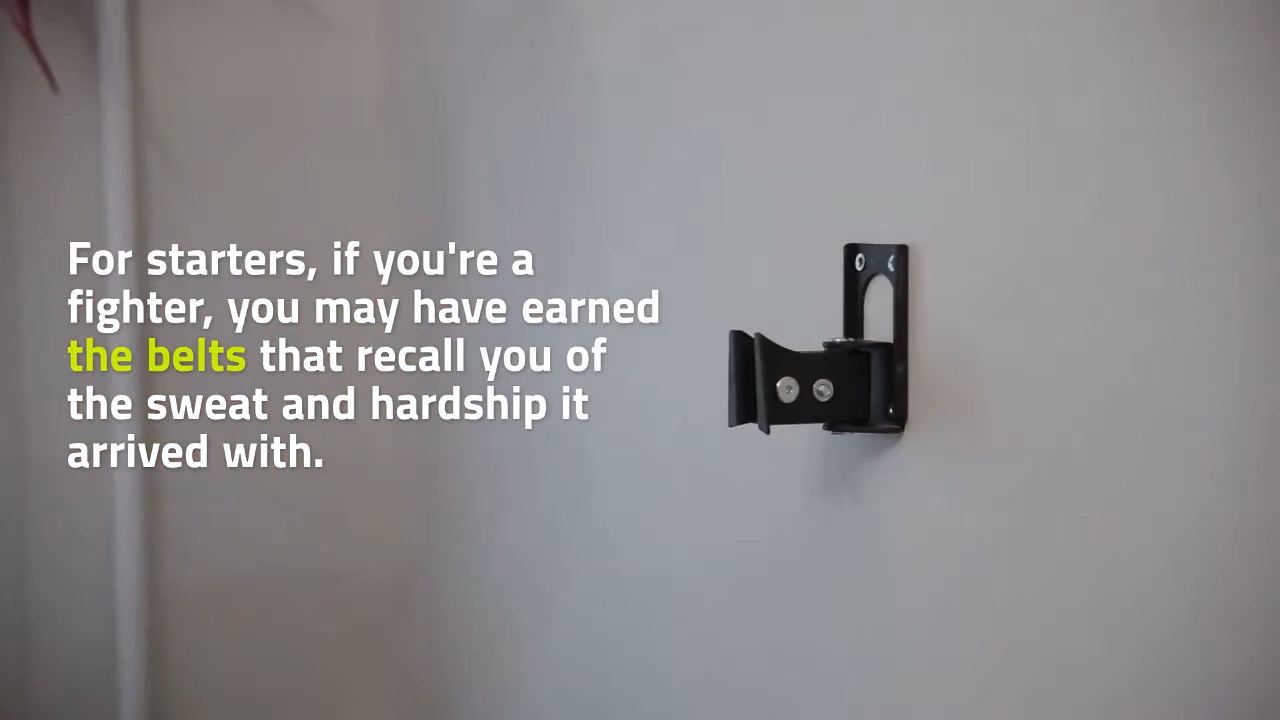 For starters, if you're a
fighter, you may have earned
the belts that recall you of
the sweat and hardship it
arrived with.